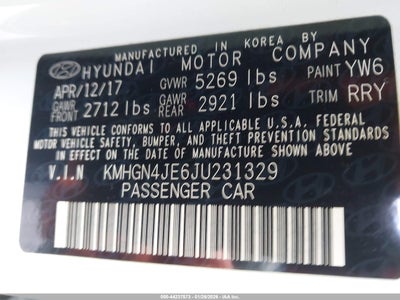 MANUFACTURED IN KOREA BY
HYUNDAI MOTOR COMPANY
APR/12/17 GVWR 5269 lbs PAINT YW6
GAWR FRONT 2712 lbs GAWR REAR 2921 lbs TRIM RRY
THIS VEHICLE CONFORMS TO ALL APPLICABLE U.S.A. FEDERAL
MOTOR VEHICLE SAFETY, BUMPER, AND THEFT PREVENTION STANDARDS
IN EFFECT ON THE DATE OF MANUFACTURE SHOWN ABOVE.
V.I.N KMHGN4JE6JU231329
PASSENGER CAR